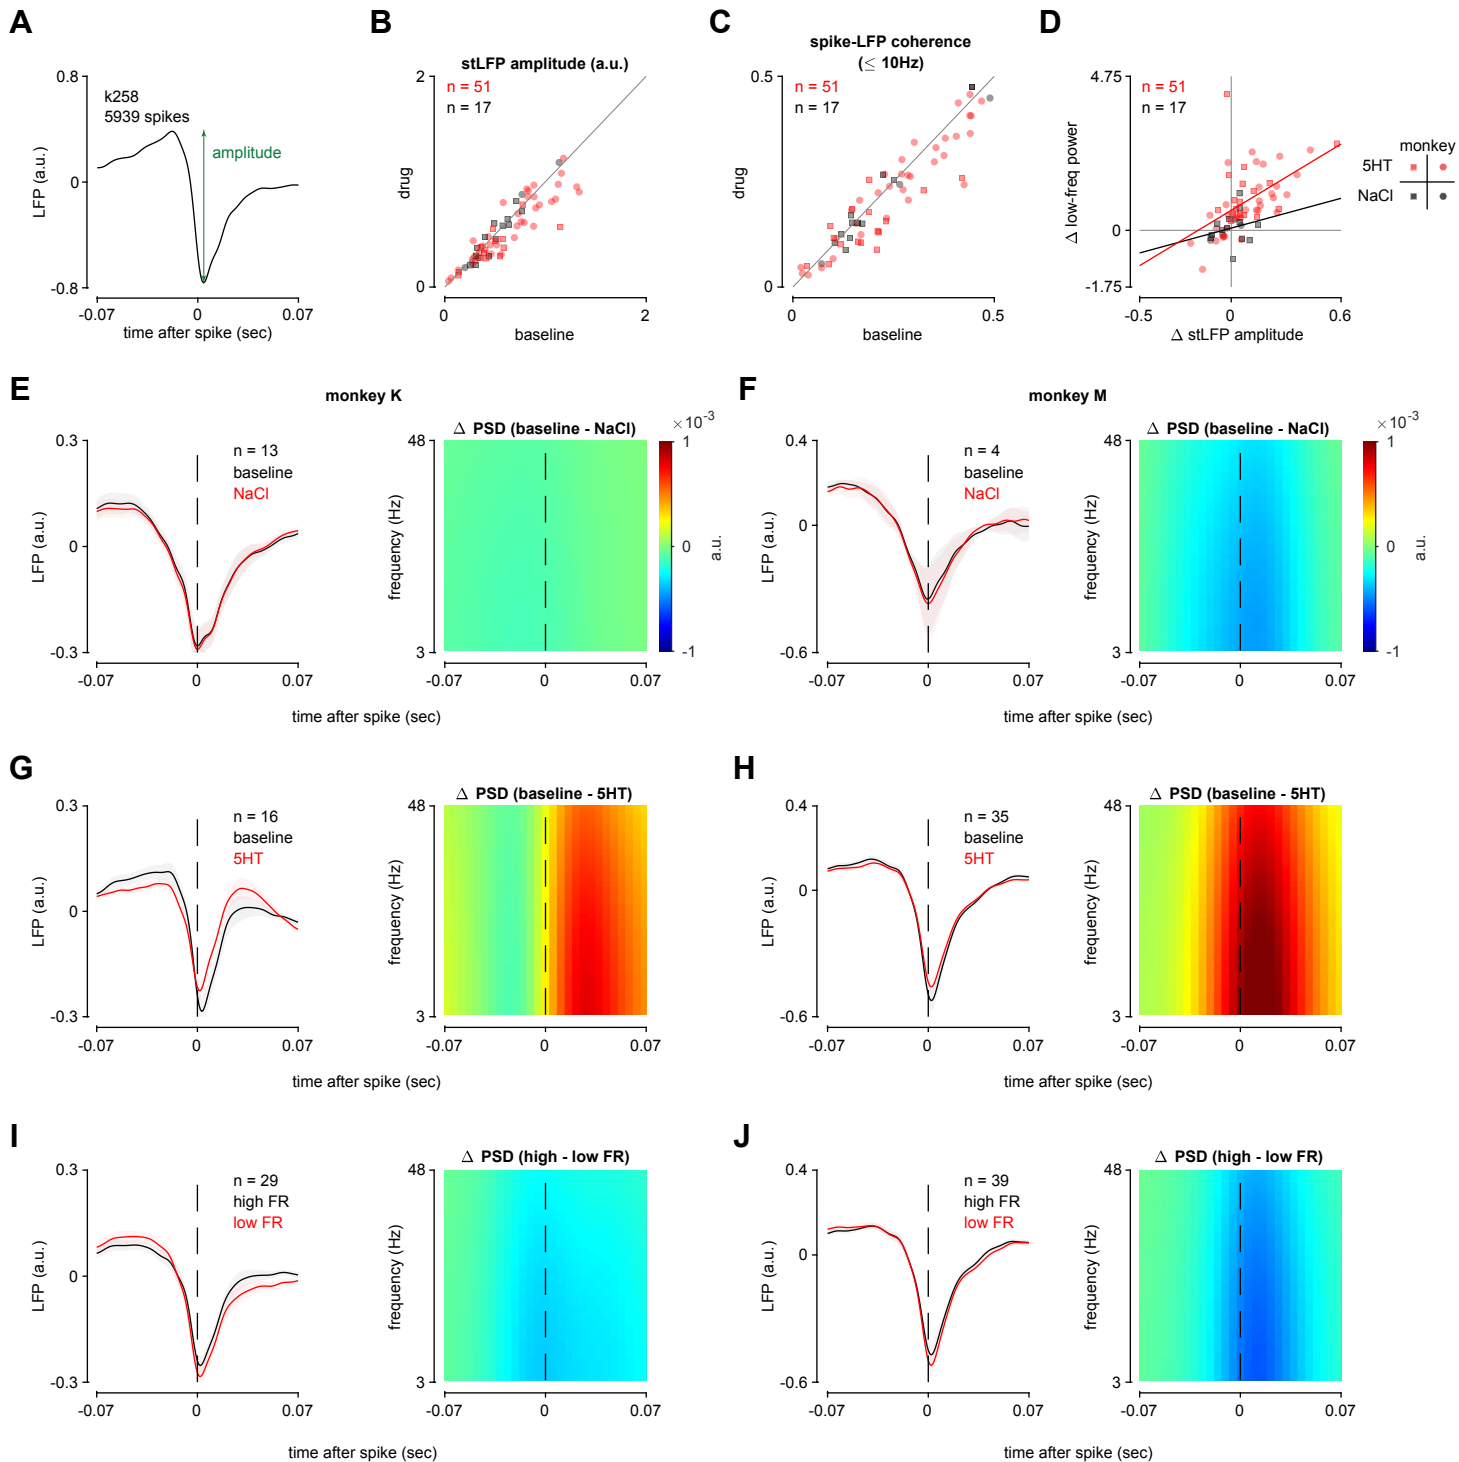 A
k258
5939 spikes
amplitude
LFP (a.u.)
0.8
0
-0.8
-0.07
0
0.07
time after spike (sec)
B
stLFP amplitude (a.u.)
n = 51
n = 17
drug
2
0
0
2
baseline
C
spike-LFP coherence
(≤ 10Hz)
n = 51
n = 17
drug
0.5
0
0
0.5
baseline
D
n = 51
n = 17
Δ low-freq power
4.75
0
-1.75
-0.5
0
0.6
Δ stLFP amplitude
monkey
5HT
NaCl
E
monkey K
n = 13
baseline
NaCl
LFP (a.u.)
0.3
0
-0.3
-0.07
0
0.07
Δ PSD (baseline - NaCl)
frequency (Hz)
48
3
-0.07
0
0.07
×10-3
1
0
-1
a.u.
time after spike (sec)
F
monkey M
n = 4
baseline
NaCl
LFP (a.u.)
0.4
0
-0.6
-0.07
0
0.07
Δ PSD (baseline - NaCl)
frequency (Hz)
48
3
-0.07
0
0.07
×10-3
1
0
-1
a.u.
time after spike (sec)
G
n = 16
baseline
5HT
LFP (a.u.)
0.3
0
-0.3
-0.07
0
0.07
Δ PSD (baseline - 5HT)
frequency (Hz)
48
3
-0.07
0
0.07
time after spike (sec)
H
n = 35
baseline
5HT
LFP (a.u.)
0.4
0
-0.6
-0.07
0
0.07
Δ PSD (baseline - 5HT)
frequency (Hz)
48
3
-0.07
0
0.07
time after spike (sec)
I
n = 29
high FR
low FR
LFP (a.u.)
0.3
0
-0.3
-0.07
0
0.07
Δ PSD (high - low FR)
frequency (Hz)
48
3
-0.07
0
0.07
time after spike (sec)
J
n = 39
high FR
low FR
LFP (a.u.)
0.4
0
-0.6
-0.07
0
0.07
Δ PSD (high - low FR)
frequency (Hz)
48
3
-0.07
0
0.07
time after spike (sec)